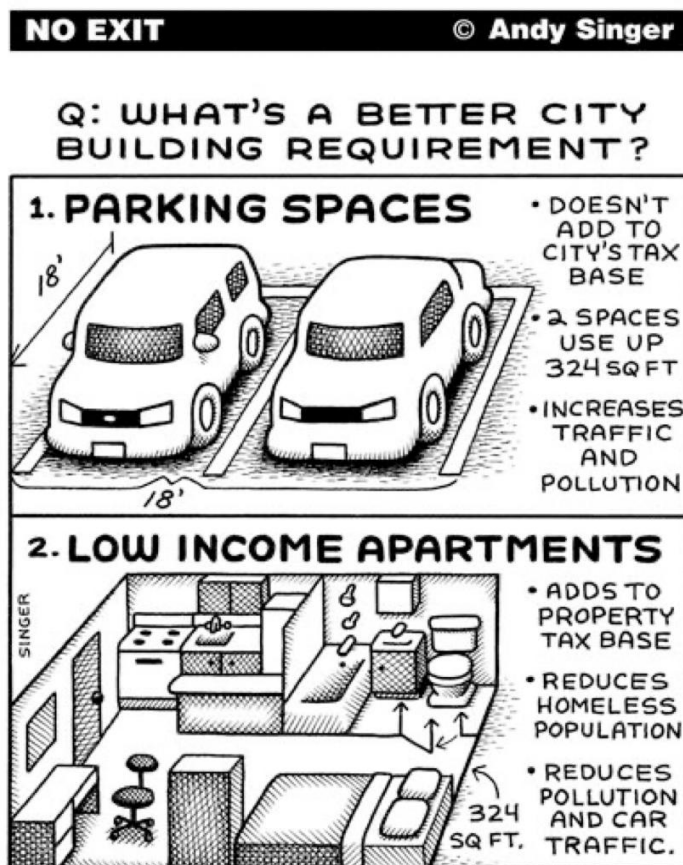 NO EXIT
© Andy Singer
Q: WHAT'S A BETTER CITY
BUILDING REQUIREMENT?
1. PARKING SPACES
18'
18'
• DOESN'T
ADD TO
CITY'S TAX
BASE
• 2 SPACES
USE UP
324 SQ FT
• INCREASES
TRAFFIC
AND
POLLUTION
2. LOW INCOME APARTMENTS
SINGER
324
SQ FT.
• ADDS TO
PROPERTY
TAX BASE
• REDUCES
HOMELESS
POPULATION
• REDUCES
POLLUTION
AND CAR
TRAFFIC.